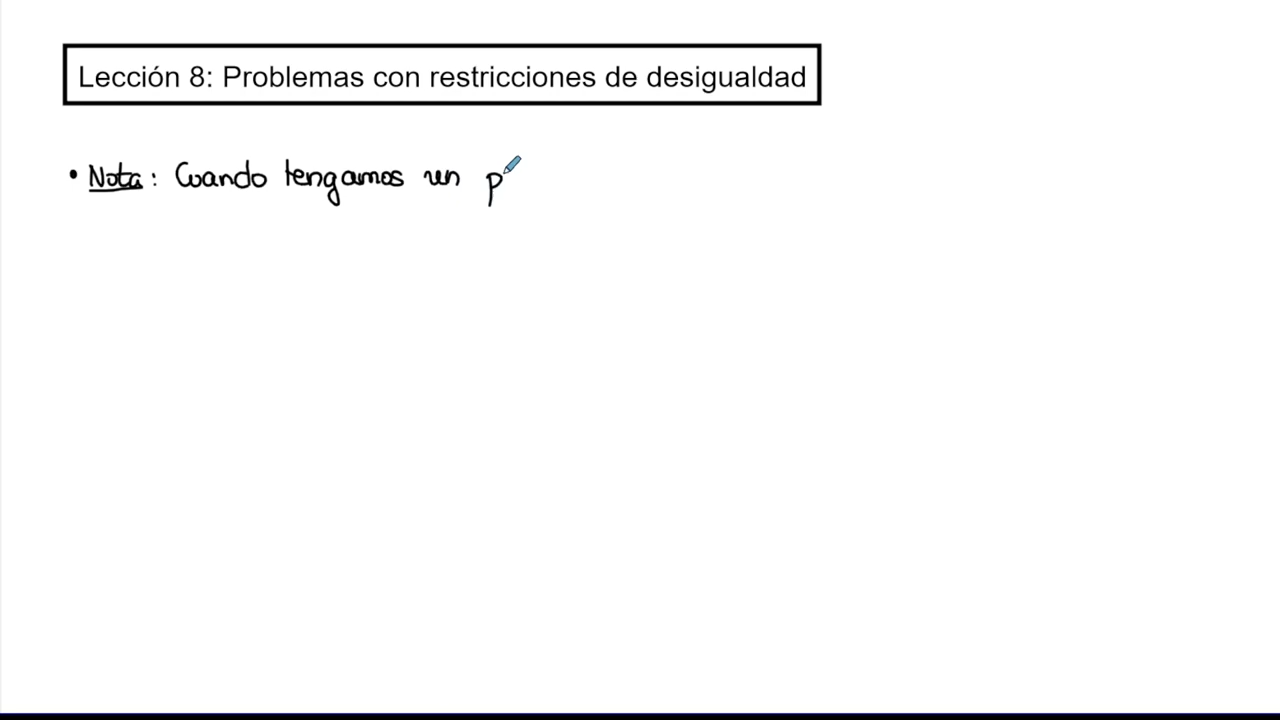 Lección 8: Problemas con restricciones de desigualdad
• Nota: Cuando tengamos un p